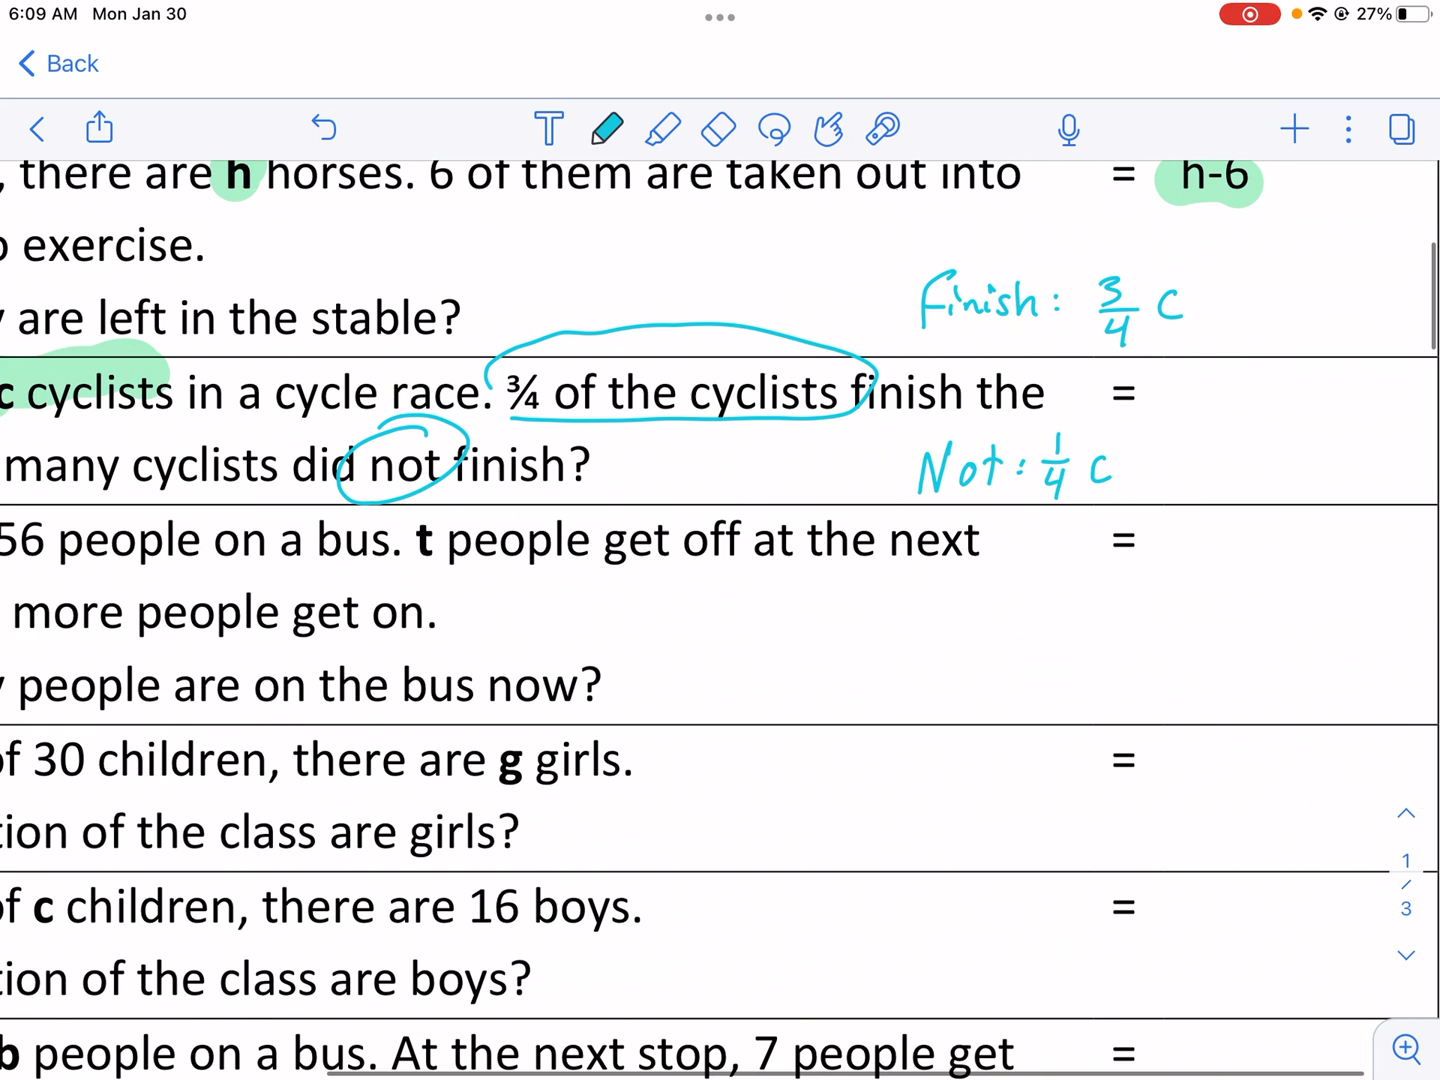 6:09 AM Mon Jan 30
27%
Back
, there are h horses. 6 of them are taken out into = h-6
o exercise.
Finish: 3/4 c
y are left in the stable?
c cyclists in a cycle race. ¾ of the cyclists finish the =
many cyclists did not finish?
Not: 1/4 c
56 people on a bus. t people get off at the next =
more people get on.
y people are on the bus now?
of 30 children, there are g girls. =
tion of the class are girls?
1
/
3
of c children, there are 16 boys. =
tion of the class are boys?
b people on a bus. At the next stop, 7 people get =